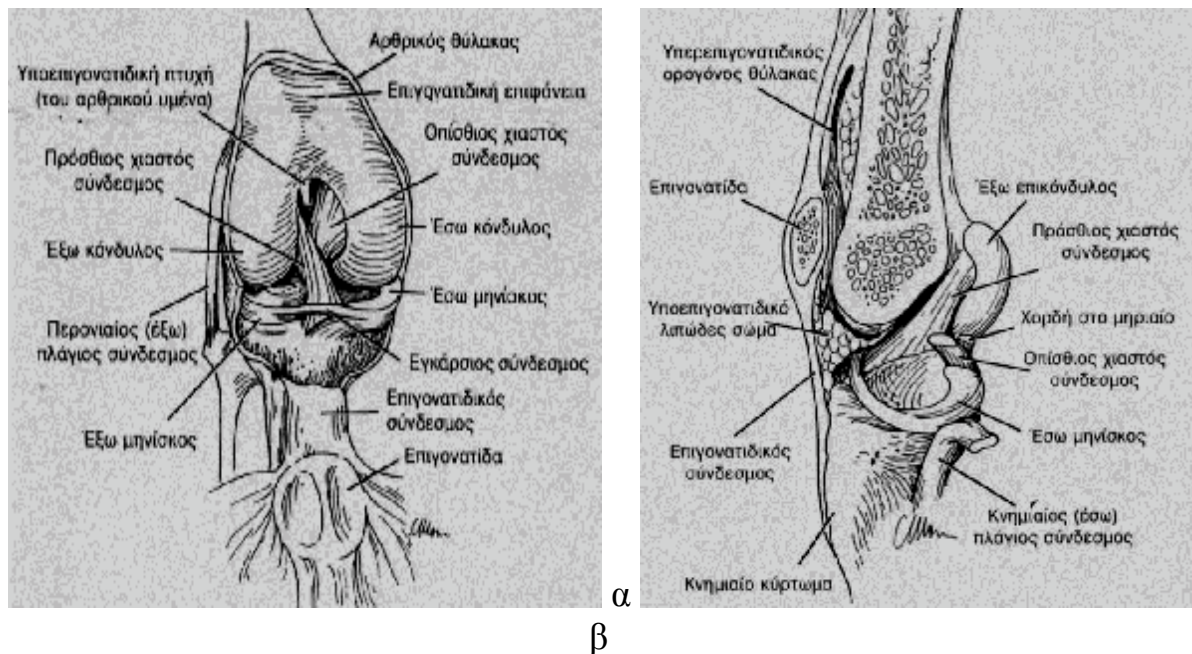 Αρθρικός θύλακας
Υποεπιγονατιδική πτυχή
(του αρθρικού υμένα)
Επιγονατιδική επιφάνεια
Οπίσθιος χιαστός
σύνδεσμος
Πρόσθιος χιαστός
σύνδεσμος
Έξω κόνδυλος
Έσω κόνδυλος
Έσω μηνίσκος
Περονιαίος (έξω)
πλάγιος σύνδεσμος
Εγκάρσιος σύνδεσμος
Επιγονατιδικός
σύνδεσμος
Έξω μηνίσκος
Επιγονατίδα
α
Υπερεπιγονατιδικός
ορογόνος θύλακας
Επιγονατίδα
Έξω επικόνδυλος
Πρόσθιος χιαστός
σύνδεσμος
Υποεπιγονατιδικό
λιπώδες σώμα
Χορδή στο μηριαίο
Οπίσθιος χιαστός
σύνδεσμος
Έσω μηνίσκος
Επιγονατιδικός
σύνδεσμος
Κνημιαίος (έσω)
πλάγιος σύνδεσμος
Κνημιαίο κύρτωμα
β